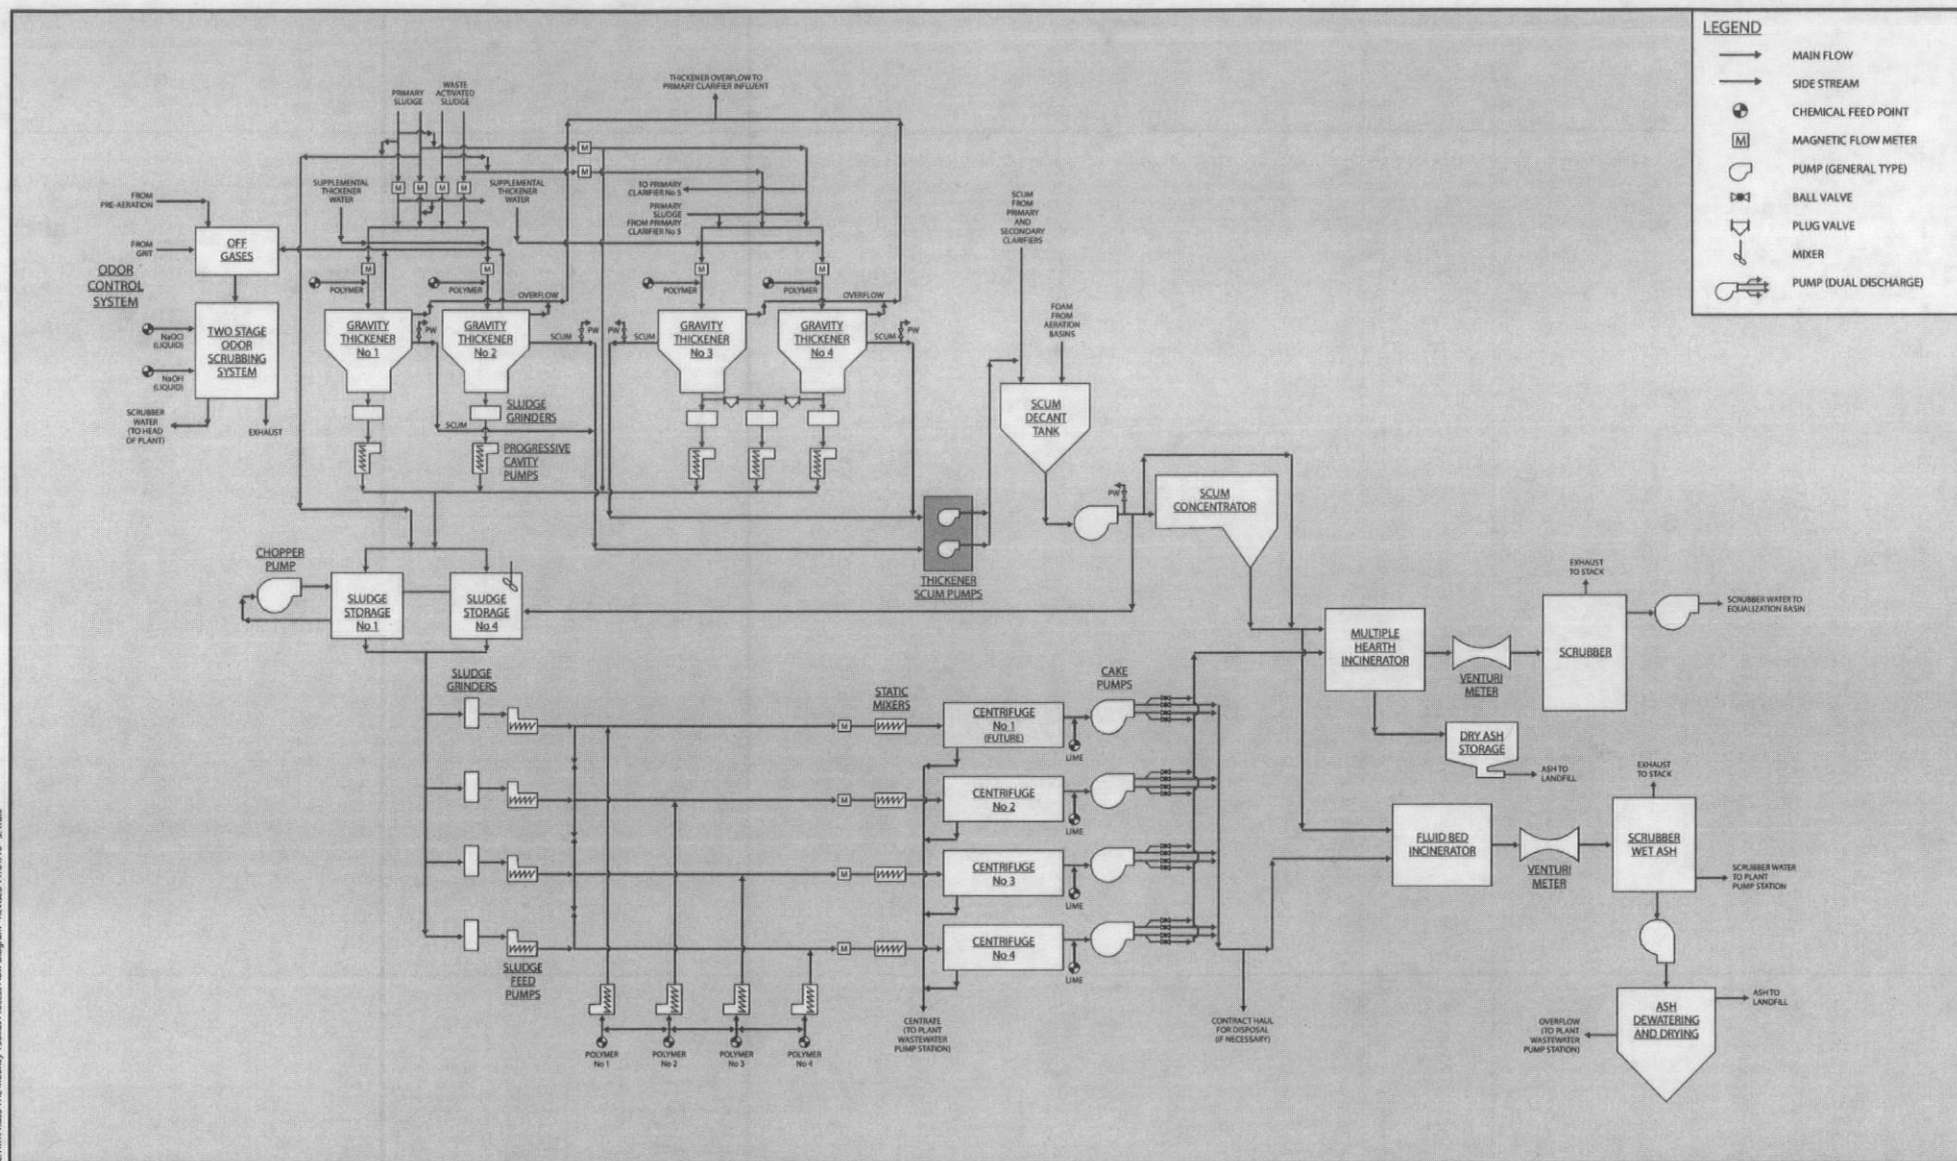 LEGEND
MAIN FLOW
SIDE STREAM
CHEMICAL FEED POINT
M
MAGNETIC FLOW METER
PUMP (GENERAL TYPE)
BALL VALVE
PLUG VALVE
MIXER
PUMP (DUAL DISCHARGE)
THICKENER OVERFLOW TO
PRIMARY CLARIFIER INFLUENT
PRIMARY
SLUDGE
WASTE
ACTIVATED
SLUDGE
M
M
M
M
M
M
SUPPLEMENTAL
THICKENER
WATER
SUPPLEMENTAL
THICKENER
WATER
TO PRIMARY
CLARIFIER No 5
PRIMARY
SLUDGE
FROM PRIMARY
CLARIFIER No 5
SCUM
FROM
PRIMARY
AND
SECONDARY
CLARIFIERS
FROM
PRE-AERATION
FROM
GRIT
OFF
GASES
ODOR
CONTROL
SYSTEM
M
M
M
M
POLYMER
POLYMER
POLYMER
POLYMER
OVERFLOW
OVERFLOW
FOAM
FROM
AERATION
BASINS
NaOCl
(LIQUID)
NaOH
(LIQUID)
TWO STAGE
ODOR
SCRUBBING
SYSTEM
GRAVITY
THICKENER
No 1
GRAVITY
THICKENER
No 2
GRAVITY
THICKENER
No 3
GRAVITY
THICKENER
No 4
PW
PW
PW
PW
SCUM
SCUM
SCUM
SCUM
SCRUBBER
WATER
(TO HEAD
OF PLANT)
EXHAUST
SLUDGE
GRINDERS
PROGRESSIVE
CAVITY
PUMPS
SCUM
DECANT
TANK
PW
SCUM
CONCENTRATOR
CHOPPER
PUMP
SLUDGE
STORAGE
No 1
SLUDGE
STORAGE
No 4
THICKENER
SCUM PUMPS
EXHAUST
TO STACK
MULTIPLE
HEARTH
INCINERATOR
VENTURI
METER
SCRUBBER
SCRUBBER WATER TO
EQUALIZATION BASIN
SLUDGE
GRINDERS
STATIC
MIXERS
CAKE
PUMPS
M
CENTRIFUGE
No 1
(FUTURE)
LIME
DRY ASH
STORAGE
ASH TO
LANDFILL
M
CENTRIFUGE
No 2
LIME
EXHAUST
TO STACK
M
CENTRIFUGE
No 3
LIME
FLUID BED
INCINERATOR
VENTURI
METER
SCRUBBER
WET ASH
SCRUBBER WATER
TO PLANT
PUMP STATION
M
CENTRIFUGE
No 4
LIME
SLUDGE
FEED
PUMPS
POLYMER
No 1
POLYMER
No 2
POLYMER
No 3
POLYMER
No 4
CENTRATE
(TO PLANT
WASTEWATER
PUMP STATION)
CONTRACT HAUL
FOR DISPOSAL
(IF NECESSARY)
OVERFLOW
(TO PLANT
WASTEWATER
PUMP STATION)
ASH
DEWATERING
AND DRYING
ASH TO
LANDFILL